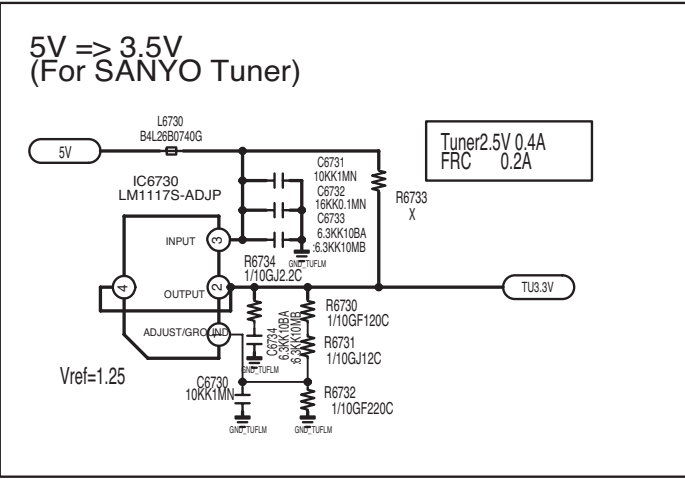 5V => 3.5V
(For SANYO Tuner)
L6730
B4L26B0740G
5V
Tuner2.5V 0.4A
FRC 0.2A
C6731
10KK1MN
C6732
16KK0.1MN
C6733
6.3KK10BA
:6.3KK10MB
GND_TUFLM
R6733
X
IC6730
LM1117S-ADJP
INPUT
3
R6734
1/10GJ2.2C
4
OUTPUT
2
TU3.3V
ADJUST/GROUND
1
C6734
6.3KK10BA
:6.3KK10MB
GND_TUFLM
R6730
1/10GF120C
R6731
1/10GJ12C
Vref=1.25
C6730
10KK1MN
GND_TUFLM
R6732
1/10GF220C
GND_TUFLM